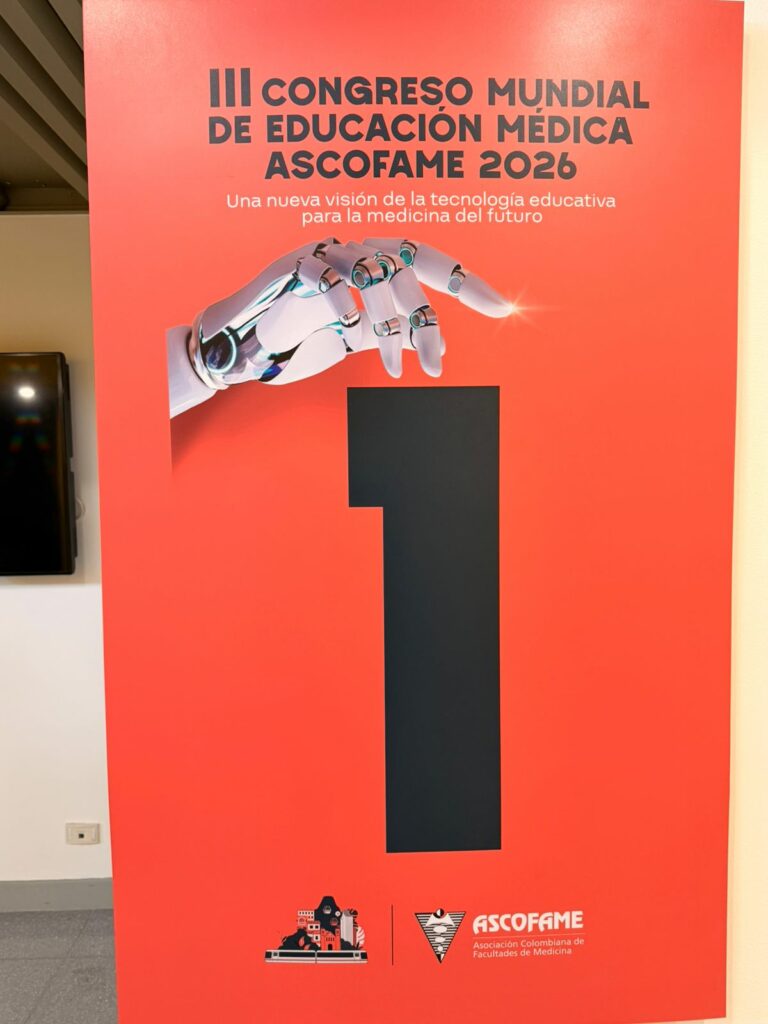 III CONGRESO MUNDIAL
DE EDUCACIÓN MÉDICA
ASCOFAME 2026
Una nueva visión de la tecnología educativa
para la medicina del futuro
1
ASCOFAME
Asociación Colombiana de
Facultades de Medicina